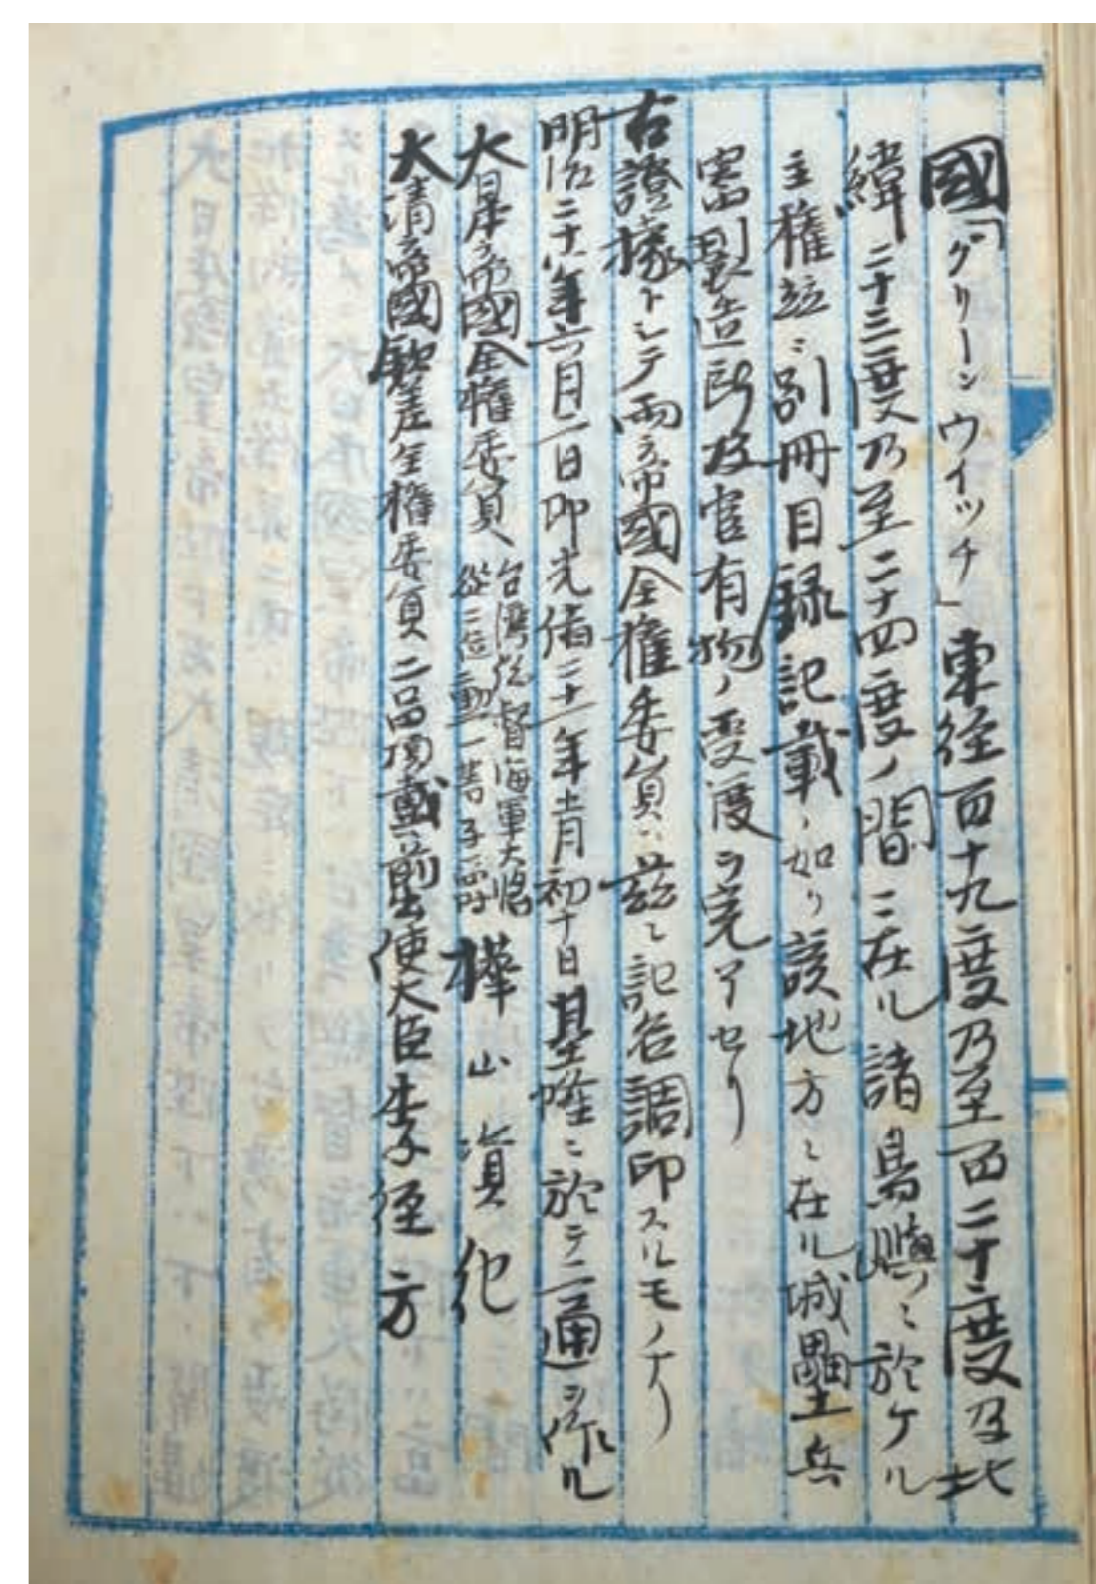 國「グリーンウイッチ」東径百十九度乃至百二十度及北
緯二十三度乃至二十四度ノ間ニ在ル諸島嶼ニ於ケル
主権竝ニ別冊目録記載ノ如ク該地方ニ在ル城壘兵
器製造所及官有物ノ受渡ヲ完了セリ
右證據トシテ兩帝國全權委員ハ茲ニ記名調印スルモノナリ
明治二十八年六月二日即光緒二十一年五月初十日基隆ニ於テ二通ヲ作ル
大日本帝國全權委員 台湾総督海軍大將
從二位勳一等子爵 樺山資紀
大清帝國欽差全權委員二品頂戴前出使大臣李経方